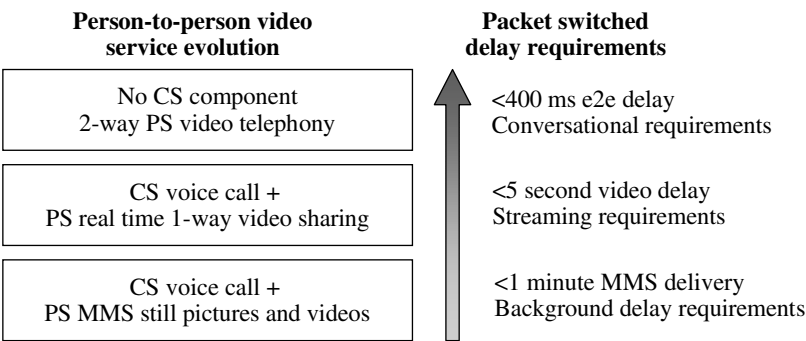 Person-to-person video
service evolution
Packet switched
delay requirements
No CS component
2-way PS video telephony
<400 ms e2e delay
Conversational requirements
CS voice call +
PS real time 1-way video sharing
<5 second video delay
Streaming requirements
CS voice call +
PS MMS still pictures and videos
<1 minute MMS delivery
Background delay requirements